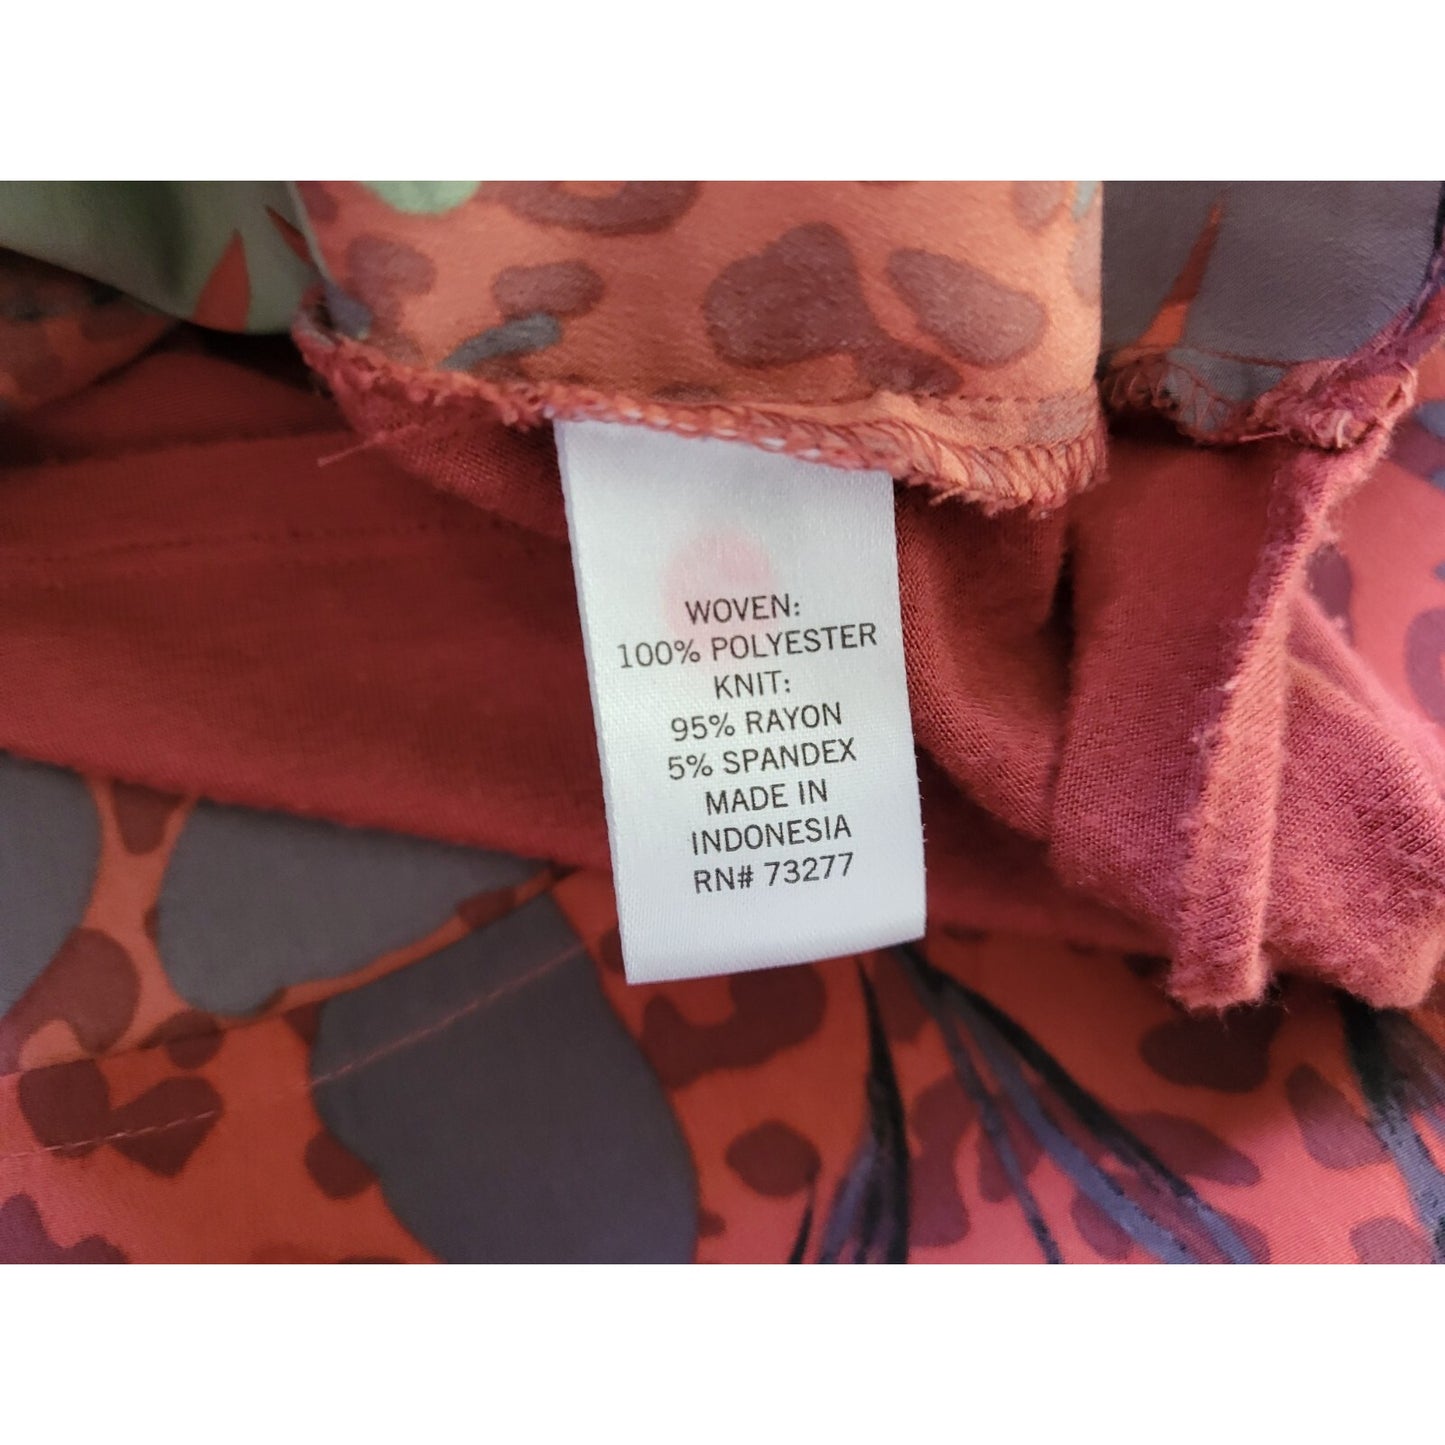 WOVEN:
100% POLYESTER
KNIT:
95% RAYON
5% SPANDEX
MADE IN
INDONESIA
RN# 73277